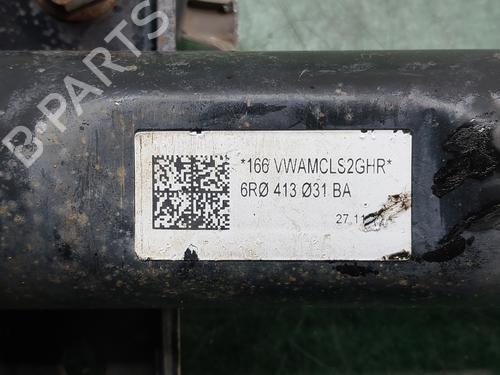 B-PARTS
*166 VWAMCLS2GHR*
6RØ 413 Ø31 BA
27.11